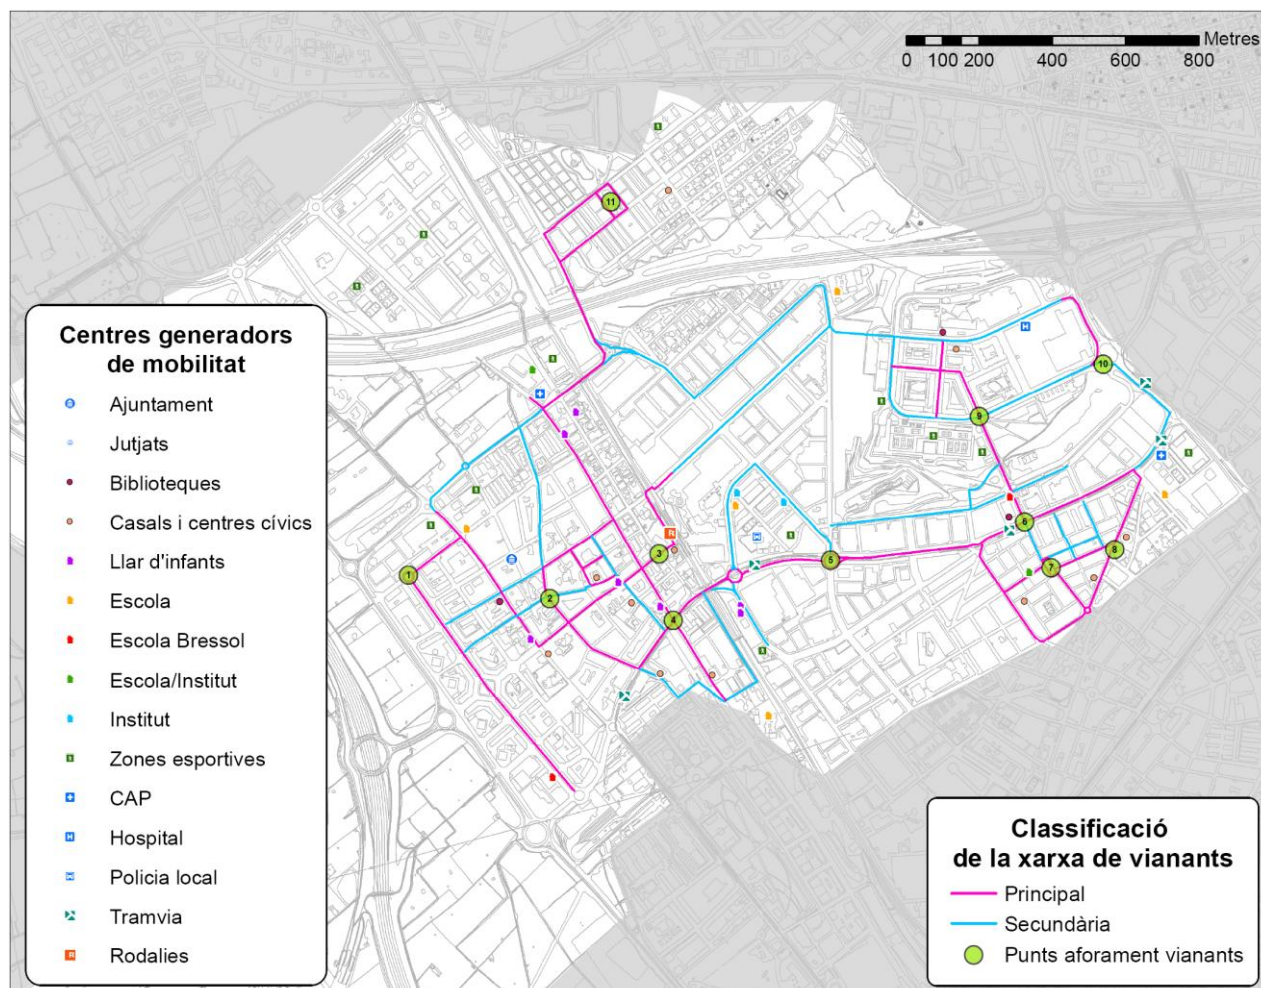 Metres
0 100 200 400 600 800
11
10
9
6
8
7
5
3
1
2
4
R
H
Centres generadors
de mobilitat
Ajuntament
Jutjats
Biblioteques
Casals i centres cívics
Llar d'infants
Escola
Escola Bressol
Escola/Institut
Institut
Zones esportives
CAP
Hospital
Policia local
Tramvia
Rodalies
Classificació
de la xarxa de vianants
Principal
Secundària
Punts aforament vianants